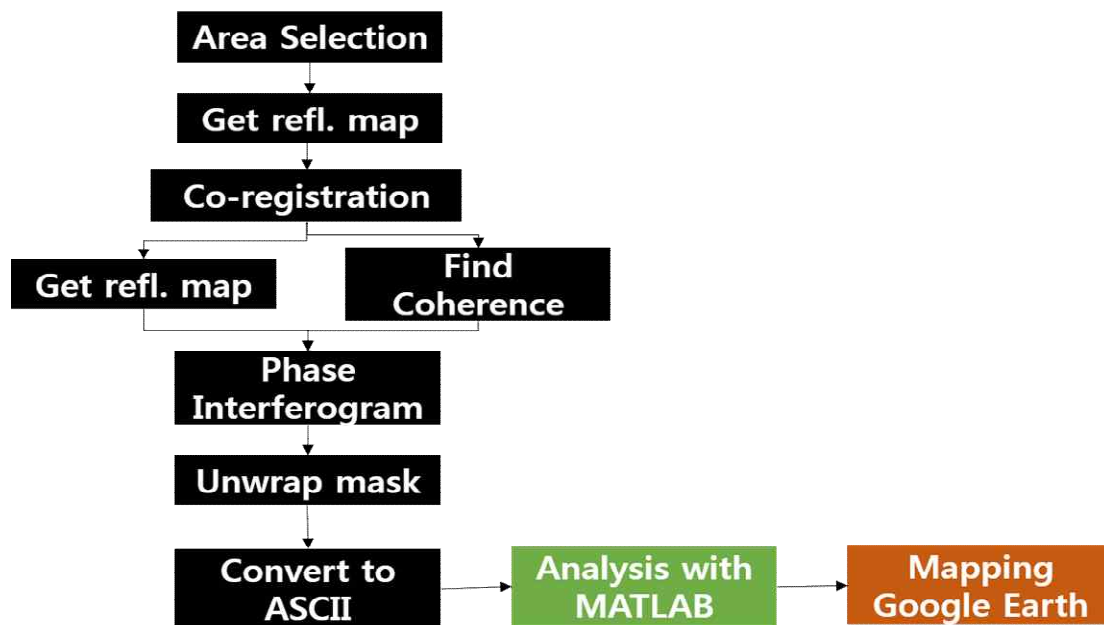 Area Selection
Get refl. map
Co-registration
Get refl. map
Find
Coherence
Phase
Interferogram
Unwrap mask
Convert to
ASCII
Analysis with
MATLAB
Mapping
Google Earth